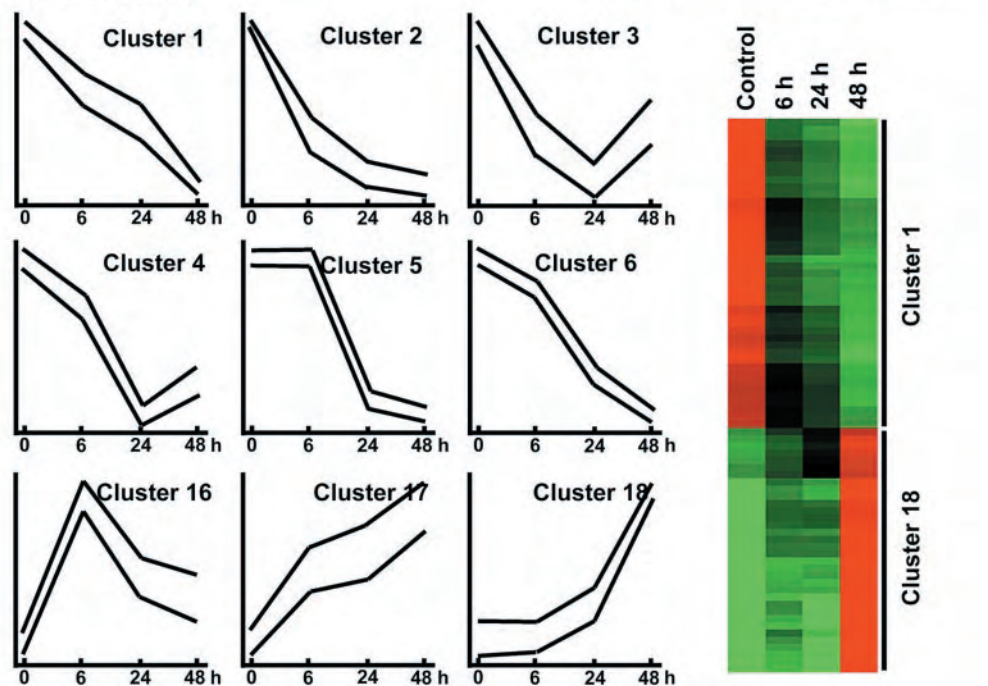 Cluster 1
0 6 24 48 h
Cluster 2
0 6 24 48 h
Cluster 3
0 6 24 48 h
Cluster 4
0 6 24 48 h
Cluster 5
0 6 24 48 h
Cluster 6
0 6 24 48 h
Cluster 16
0 6 24 48 h
Cluster 17
0 6 24 48 h
Cluster 18
0 6 24 48 h
Control
6 h
24 h
48 h
Cluster 1
Cluster 18